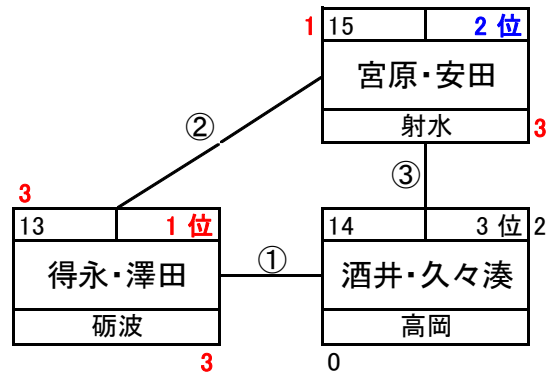 1 15 2 位
宮原・安田
射水 3
②
③
3
13 1 位
14 3 位 2
得永・澤田
①
酒井・久々湊
砺波
高岡
3
0